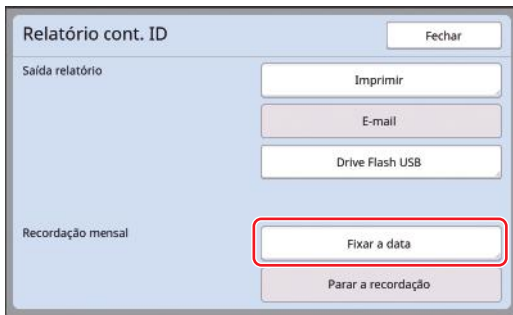 Relatório cont. ID
Fechar
Saída relatório
Imprimir
E-mail
Drive Flash USB
Recordação mensal
Fixar a data
Parar a recordação